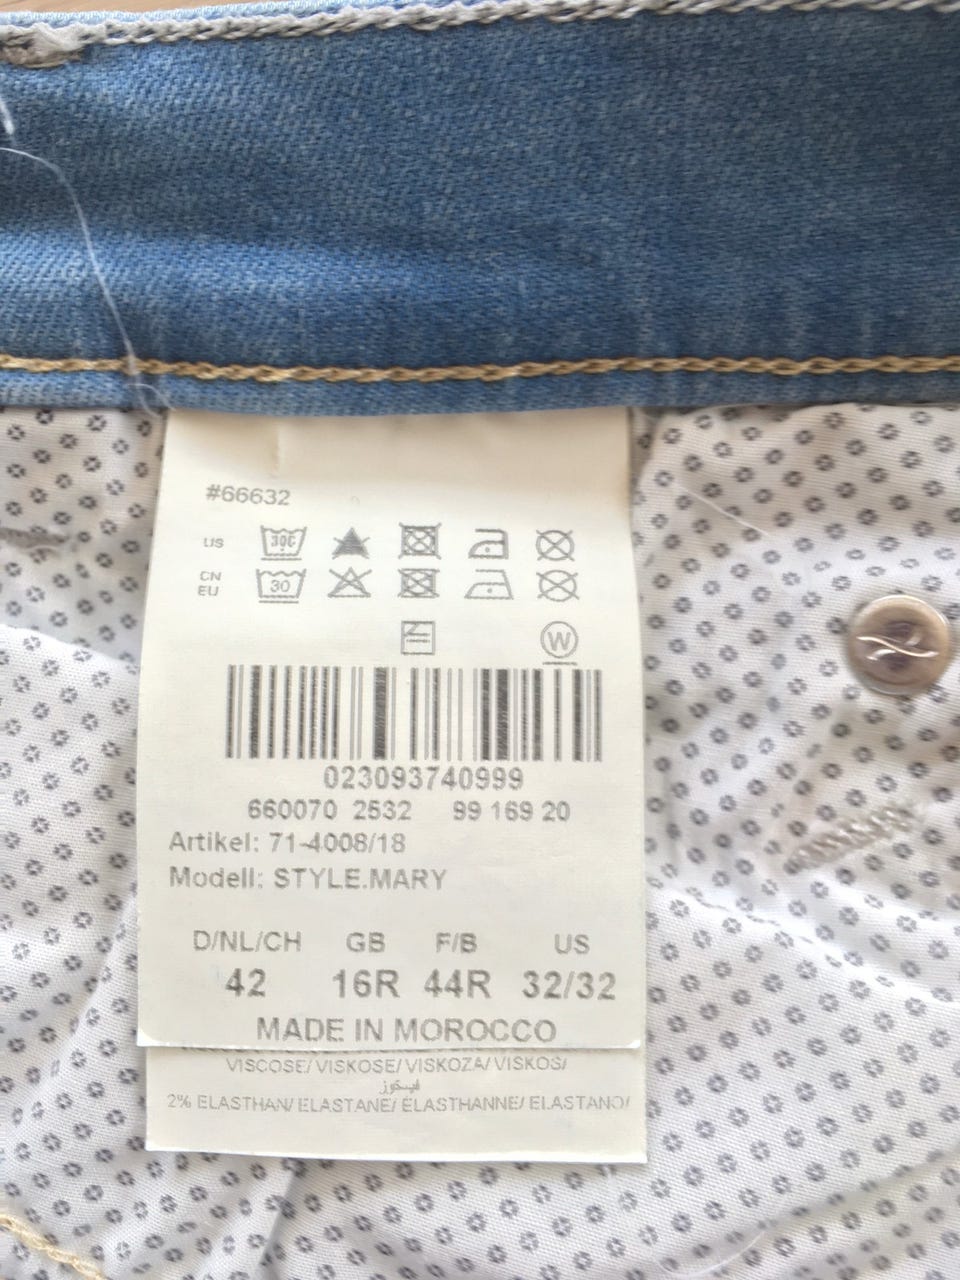 #66632
US 30C
CN
EU 30
W
023093740999
660070 2532 99 169 20
Artikel: 71-4008/18
Modell: STYLE.MARY
D/NL/CH GB F/B US
42 16R 44R 32/32
MADE IN MOROCCO
VISCOSE/ VISKOSE/ VISKOZA/ VISKOS/
فيسكوز
2% ELASTHAN/ ELASTANE/ ÉLASTHANNE/ ELASTANO/